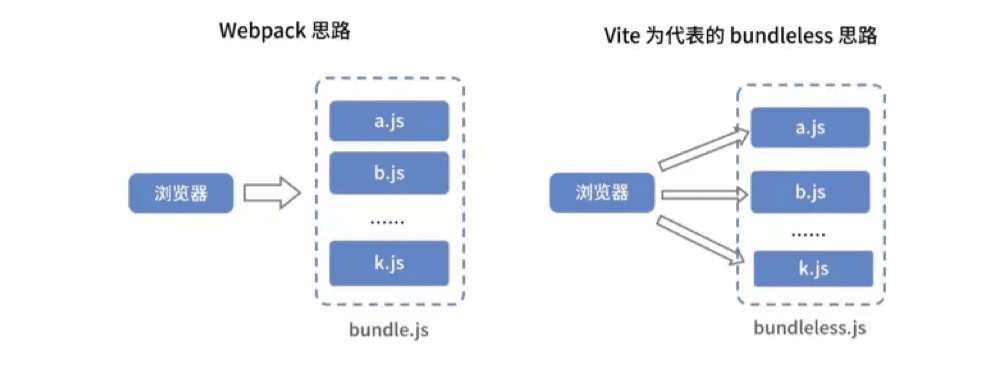 Webpack 思路
a.js
b.js
......
k.js
浏览器
bundle.js
Vite 为代表的 bundleless 思路
a.js
b.js
......
k.js
浏览器
bundleless.js